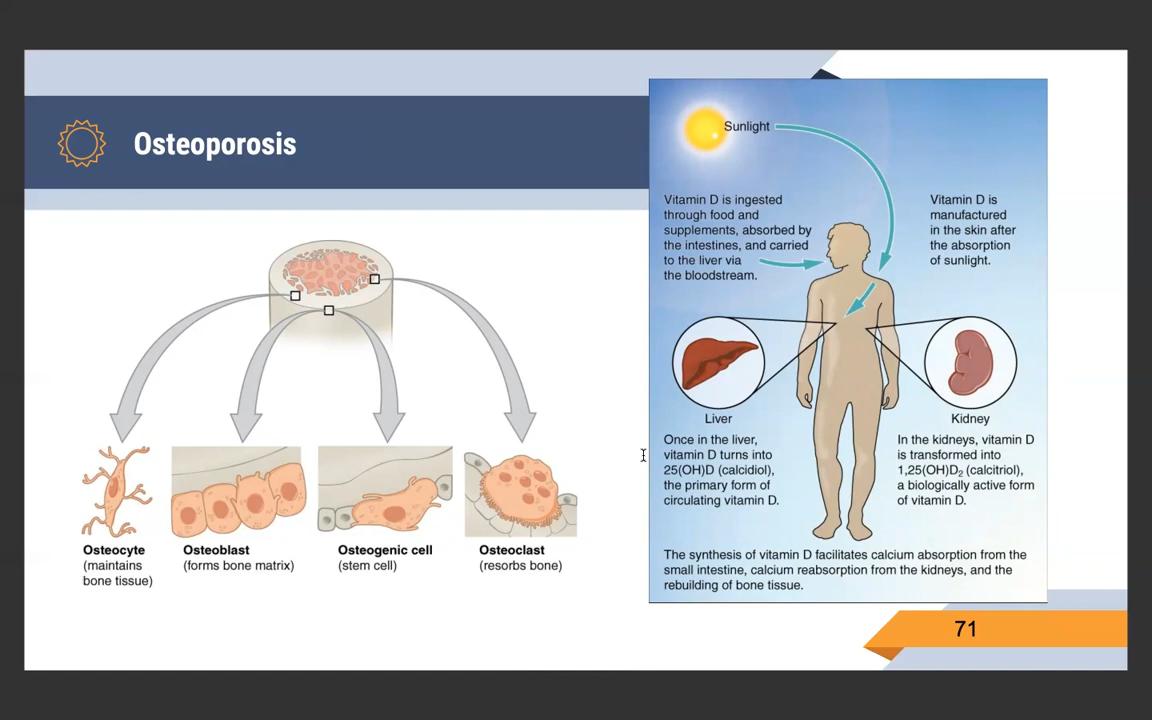 Osteoporosis
Osteocyte
(maintains
bone tissue)
Osteoblast
(forms bone matrix)
Osteogenic cell
(stem cell)
Osteoclast
(resorbs bone)
Sunlight
Vitamin D is ingested
through food and
supplements, absorbed by
the intestines, and carried
to the liver via
the bloodstream.
Vitamin D is
manufactured
in the skin after
the absorption
of sunlight.
Liver
Once in the liver,
vitamin D turns into
25(OH)D (calcidiol),
the primary form of
circulating vitamin D.
Kidney
In the kidneys, vitamin D
is transformed into
1,25(OH)D₂ (calcitriol),
a biologically active form
of vitamin D.
The synthesis of vitamin D facilitates calcium absorption from the
small intestine, calcium reabsorption from the kidneys, and the
rebuilding of bone tissue.
71